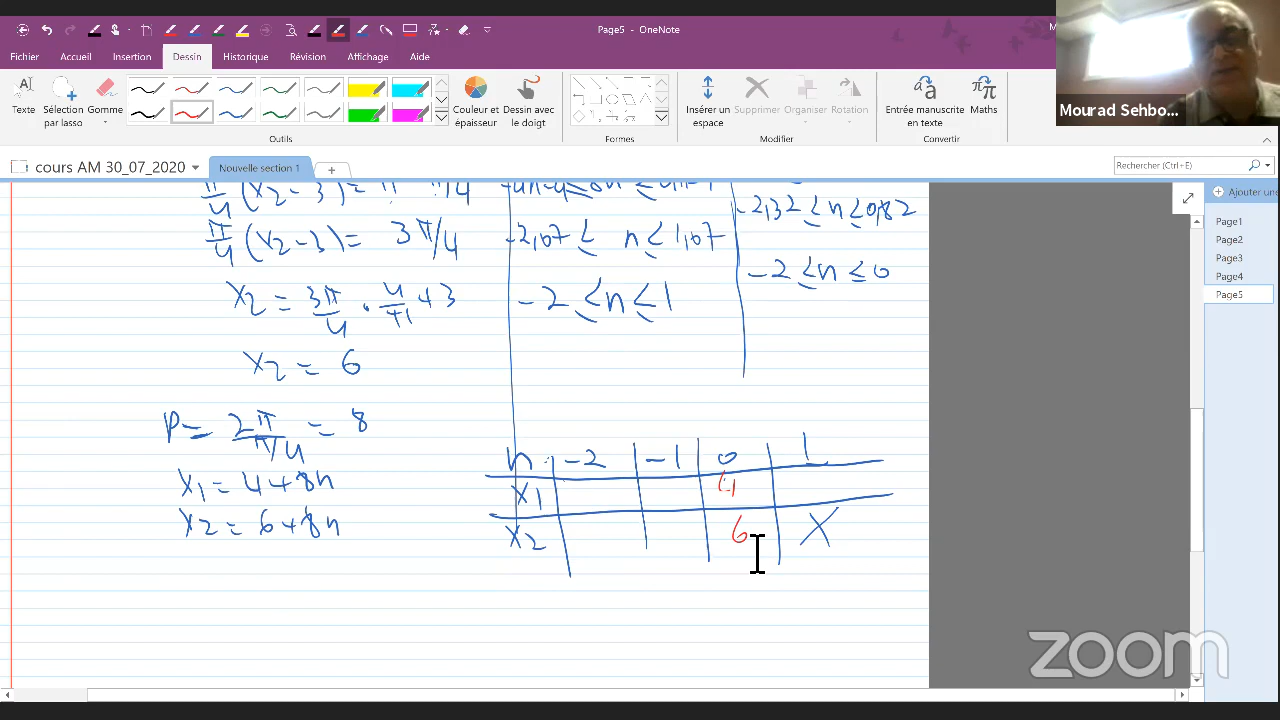 Page5 - OneNote
Fichier Accueil Insertion Dessin Historique Révision Affichage Aide
Texte Sélection par lasso Gomme
Couleur et épaisseur Dessin avec le doigt
Insérer un espace Supprimer Organiser Rotation
Entrée manuscrite en texte Maths
Outils Formes Modifier Convertir
Mourad Sehbo...
cours AM 30_07_2020 Nouvelle section 1
Rechercher (Ctrl+E)
Ajouter une
Page1
Page2
Page3
Page4
Page5
π/4 (x2 - 3) = 3π/4
x2 = 3π/4 · 4/π + 3
x2 = 6
P = 2π / π/4 = 8
x1 = 4 + 8n
x2 = 6 + 8n
-2,07 ≤ n ≤ 1,07
-2 ≤ n ≤ 1
-2,32 ≤ n ≤ 0,82
-2 ≤ n ≤ 0
n -2 -1 0 1
x1 4
x2 6 X
zoom